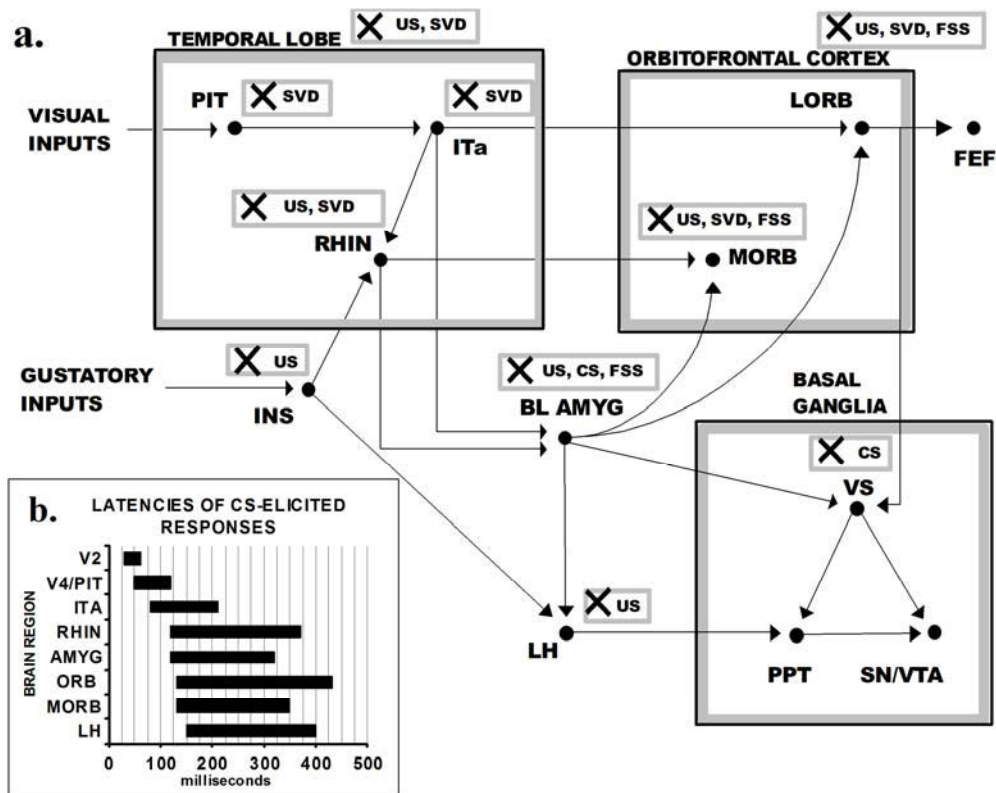 a.
US, SVD
TEMPORAL LOBE
US, SVD, FSS
ORBITOFRONTAL CORTEX
PIT
SVD
SVD
LORB
VISUAL
INPUTS
ITa
FEF
US, SVD
RHIN
US, SVD, FSS
MORB
US
GUSTATORY
INPUTS
INS
US, CS, FSS
BL AMYG
BASAL
GANGLIA
CS
VS
US
LH
PPT
SN/VTA
b.
LATENCIES OF CS-ELICITED
RESPONSES
BRAIN REGION
V2
V4/PIT
ITA
RHIN
AMYG
ORB
MORB
LH
0 100 200 300 400 500
milliseconds